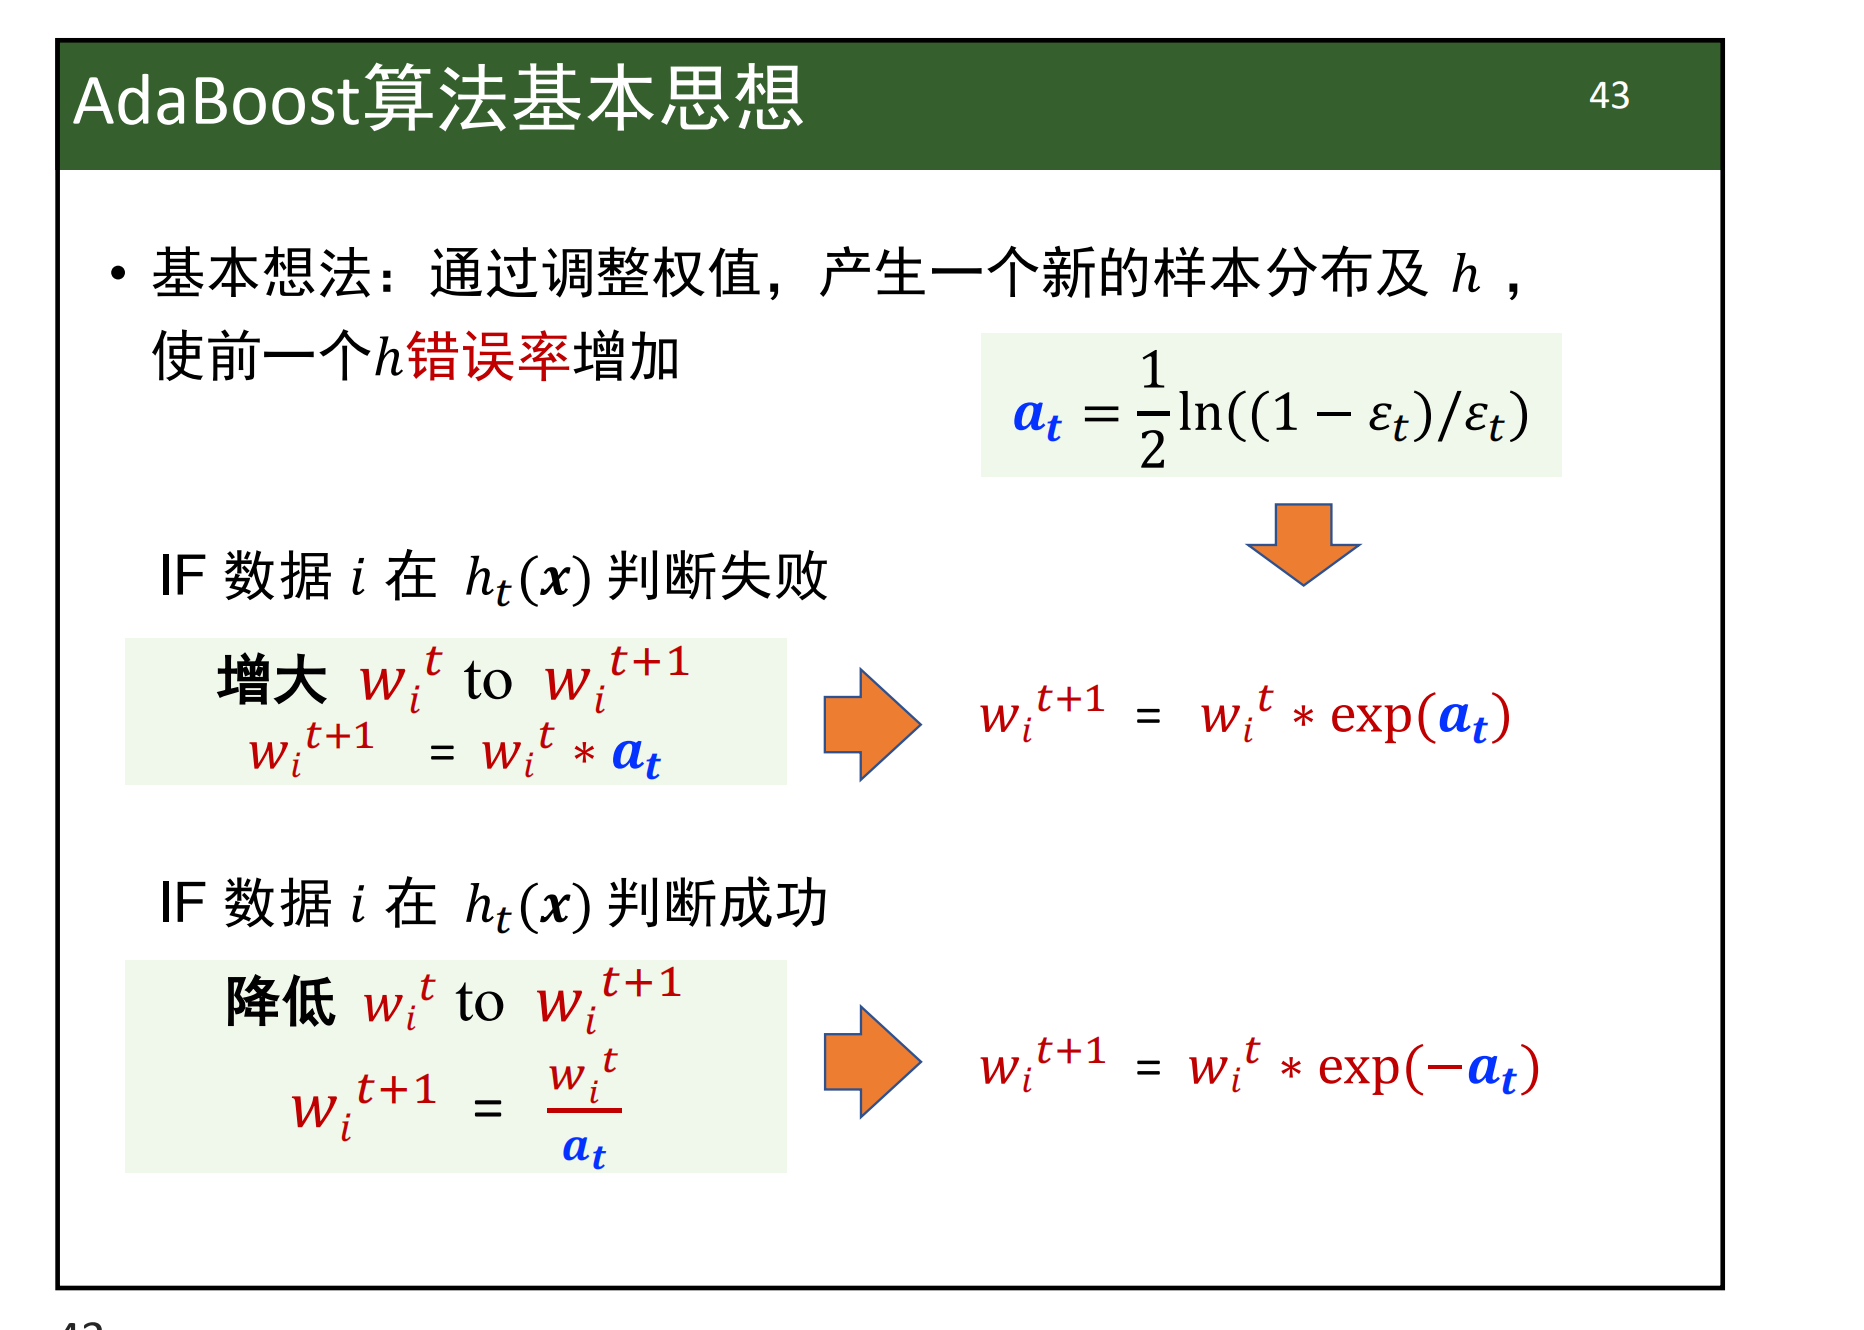 AdaBoost算法基本思想
43
• 基本想法：通过调整权值，产生一个新的样本分布及 h，
使前一个h错误率增加
a_t = 1/2 ln((1 − ε_t)/ε_t)
IF 数据 i 在 h_t(x) 判断失败
增大 w_i^t to w_i^{t+1}
w_i^{t+1} = w_i^t * a_t
w_i^{t+1} = w_i^t * exp(a_t)
IF 数据 i 在 h_t(x) 判断成功
降低 w_i^t to w_i^{t+1}
w_i^{t+1} = w_i^t / a_t
w_i^{t+1} = w_i^t * exp(−a_t)